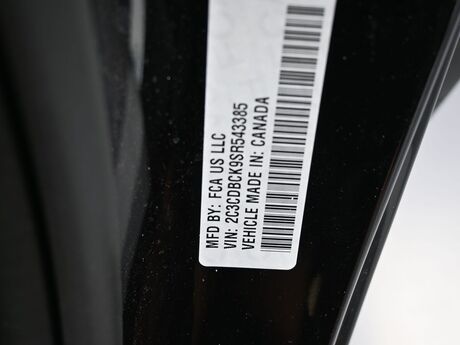 MFD BY: FCA US LLC
VIN: 2C3CDBCK9SR543385
VEHICLE MADE IN: CANADA